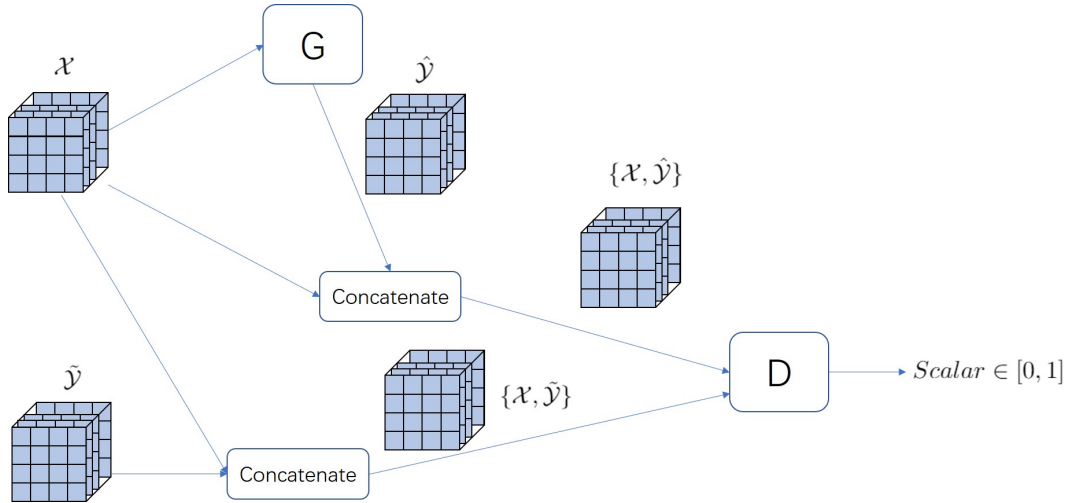 G
𝒳
𝒴̂
{𝒳, 𝒴̂}
Concatenate
D
Scalar ∈ [0, 1]
𝒴̃
{𝒳, 𝒴̃}
Concatenate